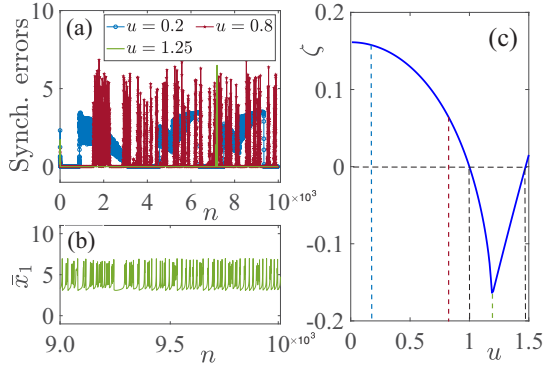 (a)
u = 0.2
u = 0.8
u = 1.25
Synch. errors
10
5
0
0
2
4
6
8
10
×10³
n
(b)
x̄₁
10
5
0
9.0
9.5
10
×10³
n
(c)
ζ
0.2
0.1
0
-0.1
-0.2
0
0.5
1
1.5
u